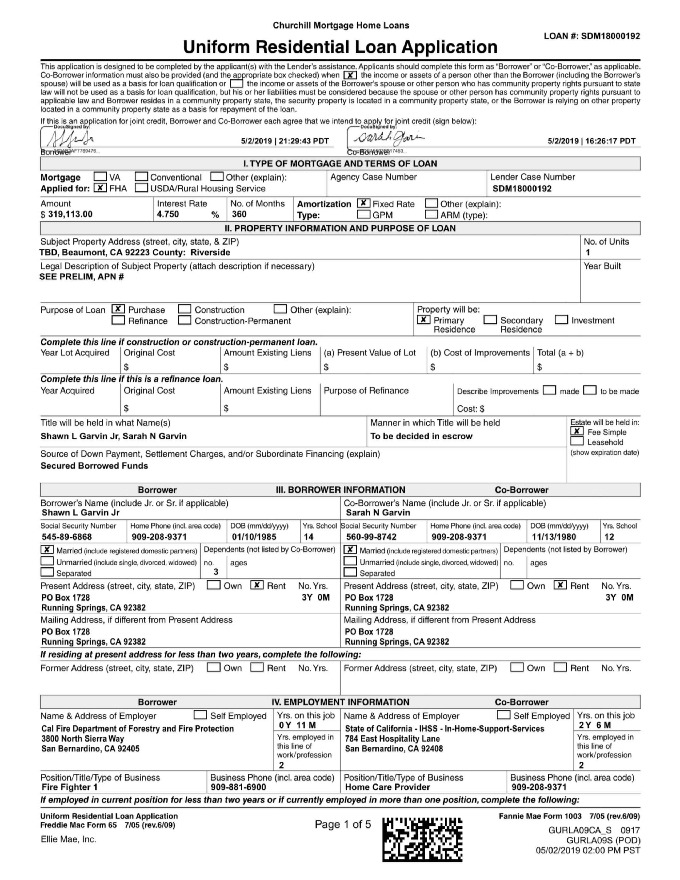 Churchill Mortgage Home Loans
LOAN #: SDM18000192
Uniform Residential Loan Application
This application is designed to be completed by the applicant(s) with the Lender's assistance. Applicants should complete this form as "Borrower" or "Co-Borrower," as applicable.
Co-Borrower information must also be provided (and the appropriate box checked) when [X] the income or assets of a person other than the Borrower (including the Borrower's
spouse) will be used as a basis for loan qualification or [ ] the income or assets of the Borrower's spouse or other person who has community property rights pursuant to state
law will not be used as a basis for loan qualification, but his or her liabilities must be considered because the spouse or other person has community property rights pursuant to
applicable law and Borrower resides in a community property state, the security property is located in a community property state, or the Borrower is relying on other property
located in a community property state as a basis for repayment of the loan.
If this is an application for joint credit, Borrower and Co-Borrower each agree that we intend to apply for joint credit (sign below):
DocuSigned by: DocuSigned by:
5/2/2019 | 21:29:43 PDT 5/2/2019 | 16:26:17 PDT
Borrower Co-Borrower
I. TYPE OF MORTGAGE AND TERMS OF LOAN
Mortgage [ ] VA [ ] Conventional [ ] Other (explain): Agency Case Number Lender Case Number
Applied for: [X] FHA [ ] USDA/Rural Housing Service SDM18000192
Amount Interest Rate No. of Months Amortization [X] Fixed Rate [ ] Other (explain):
$ 319,113.00 4.750 % 360 Type: [ ] GPM [ ] ARM (type):
II. PROPERTY INFORMATION AND PURPOSE OF LOAN
Subject Property Address (street, city, state, & ZIP) No. of Units
TBD, Beaumont, CA 92223 County: Riverside 1
Legal Description of Subject Property (attach description if necessary) Year Built
SEE PRELIM, APN #
Purpose of Loan [X] Purchase [ ] Construction [ ] Other (explain): Property will be:
[ ] Refinance [ ] Construction-Permanent [X] Primary Residence [ ] Secondary Residence [ ] Investment
Complete this line if construction or construction-permanent loan.
Year Lot Acquired Original Cost Amount Existing Liens (a) Present Value of Lot (b) Cost of Improvements Total (a + b)
$ $ $ $ $
Complete this line if this is a refinance loan.
Year Acquired Original Cost Amount Existing Liens Purpose of Refinance Describe Improvements [ ] made [ ] to be made
$ $ Cost: $
Title will be held in what Name(s) Manner in which Title will be held Estate will be held in:
Shawn L Garvin Jr, Sarah N Garvin To be decided in escrow [X] Fee Simple
[ ] Leasehold
Source of Down Payment, Settlement Charges, and/or Subordinate Financing (explain) (show expiration date)
Secured Borrowed Funds
Borrower III. BORROWER INFORMATION Co-Borrower
Borrower's Name (include Jr. or Sr. if applicable) Co-Borrower's Name (include Jr. or Sr. if applicable)
Shawn L Garvin Jr Sarah N Garvin
Social Security Number Home Phone (incl. area code) DOB (mm/dd/yyyy) Yrs. School Social Security Number Home Phone (incl. area code) DOB (mm/dd/yyyy) Yrs. School
545-89-6868 909-208-9371 01/10/1985 14 560-99-8742 909-208-9371 11/13/1980 12
[X] Married (include registered domestic partners) Dependents (not listed by Co-Borrower) [X] Married (include registered domestic partners) Dependents (not listed by Borrower)
[ ] Unmarried (include single, divorced, widowed) no. ages [ ] Unmarried (include single, divorced, widowed) no. ages
[ ] Separated 3 [ ] Separated
Present Address (street, city, state, ZIP) [ ] Own [X] Rent No. Yrs. Present Address (street, city, state, ZIP) [ ] Own [X] Rent No. Yrs.
PO Box 1728 3Y 0M PO Box 1728 3Y 0M
Running Springs, CA 92382 Running Springs, CA 92382
Mailing Address, if different from Present Address Mailing Address, if different from Present Address
PO Box 1728 PO Box 1728
Running Springs, CA 92382 Running Springs, CA 92382
If residing at present address for less than two years, complete the following:
Former Address (street, city, state, ZIP) [ ] Own [ ] Rent No. Yrs. Former Address (street, city, state, ZIP) [ ] Own [ ] Rent No. Yrs.
Borrower IV. EMPLOYMENT INFORMATION Co-Borrower
Name & Address of Employer [ ] Self Employed Yrs. on this job Name & Address of Employer [ ] Self Employed Yrs. on this job
Cal Fire Department of Forestry and Fire Protection 0Y 11M State of California - IHSS - In-Home-Support-Services 2Y 6M
3800 North Sierra Way Yrs. employed in this line of work/profession 784 East Hospitality Lane Yrs. employed in this line of work/profession
San Bernardino, CA 92405 2 San Bernardino, CA 92408 2
Position/Title/Type of Business Business Phone (incl. area code) Position/Title/Type of Business Business Phone (incl. area code)
Fire Fighter 1 909-881-6900 Home Care Provider 909-208-9371
If employed in current position for less than two years or if currently employed in more than one position, complete the following:
Uniform Residential Loan Application Fannie Mae Form 1003 7/05 (rev.6/09)
Freddie Mac Form 65 7/05 (rev.6/09) Page 1 of 5 GURLA09CA_S 0917
Ellie Mae, Inc. GURLA09S (POD)
05/02/2019 02:00 PM PST